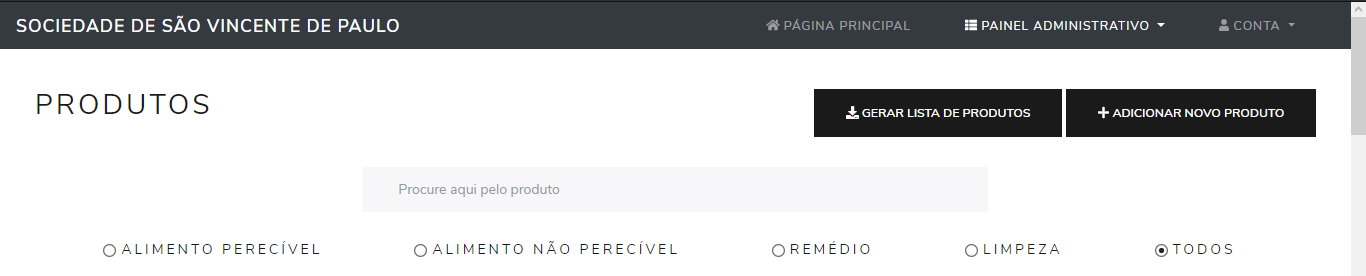 SOCIEDADE DE SÃO VINCENTE DE PAULO
PÁGINA PRINCIPAL
PAINEL ADMINISTRATIVO
CONTA
PRODUTOS
GERAR LISTA DE PRODUTOS
ADICIONAR NOVO PRODUTO
Procure aqui pelo produto
ALIMENTO PERECÍVEL
ALIMENTO NÃO PERECÍVEL
REMÉDIO
LIMPEZA
TODOS